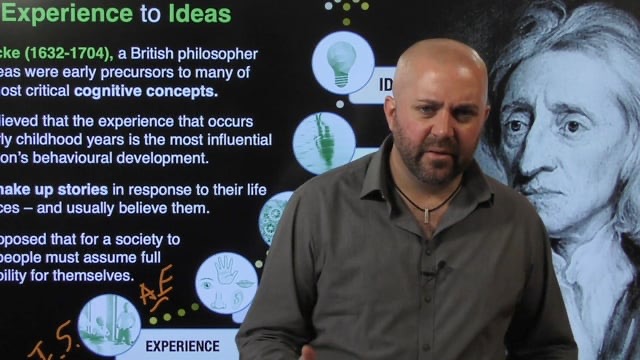 Experience to Ideas
cke (1632-1704), a British philosopher
eas were early precursors to many of
ost critical cognitive concepts.
ID
lieved that the experience that occurs
rly childhood years is the most influential
on's behavioural development.
ake up stories in response to their life
ces – and usually believe them.
oposed that for a society to
people must assume full
bility for themselves.
A.E
I.S.
EXPERIENCE